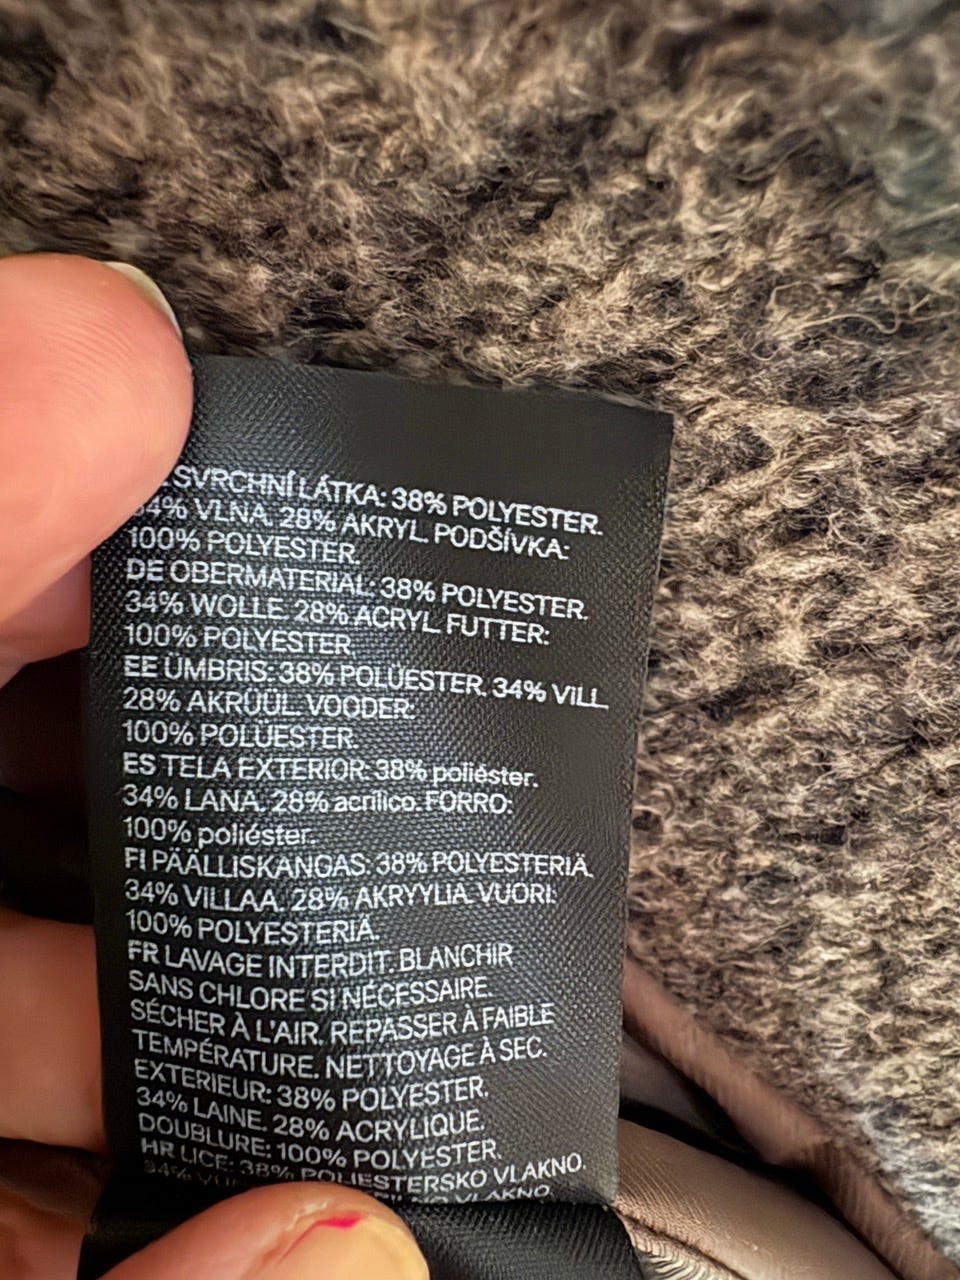 SVRCHNÍ LÁTKA: 38% POLYESTER.
34% VLNA. 28% AKRYL. PODŠÍVKA:
100% POLYESTER.
DE OBERMATERIAL: 38% POLYESTER.
34% WOLLE. 28% ACRYL. FUTTER:
100% POLYESTER
EE ÜMBRIS: 38% POLÜESTER. 34% VILL.
28% AKRÜÜL. VOODER:
100% POLÜESTER.
ES TELA EXTERIOR: 38% poliéster.
34% LANA. 28% acrílico. FORRO:
100% poliéster.
FI PÄÄLLISKANGAS: 38% POLYESTERIÄ.
34% VILLAA. 28% AKRYYLIA. VUORI:
100% POLYESTERIÄ.
FR LAVAGE INTERDIT. BLANCHIR
SANS CHLORE SI NÉCESSAIRE.
SÉCHER À L'AIR. REPASSER À FAIBLE
TEMPÉRATURE. NETTOYAGE À SEC.
EXTERIEUR: 38% POLYESTER.
34% LAINE. 28% ACRYLIQUE.
DOUBLURE: 100% POLYESTER.
HR LICE: 38% POLIESTERSKO VLAKNO.
34% VLAKNO.